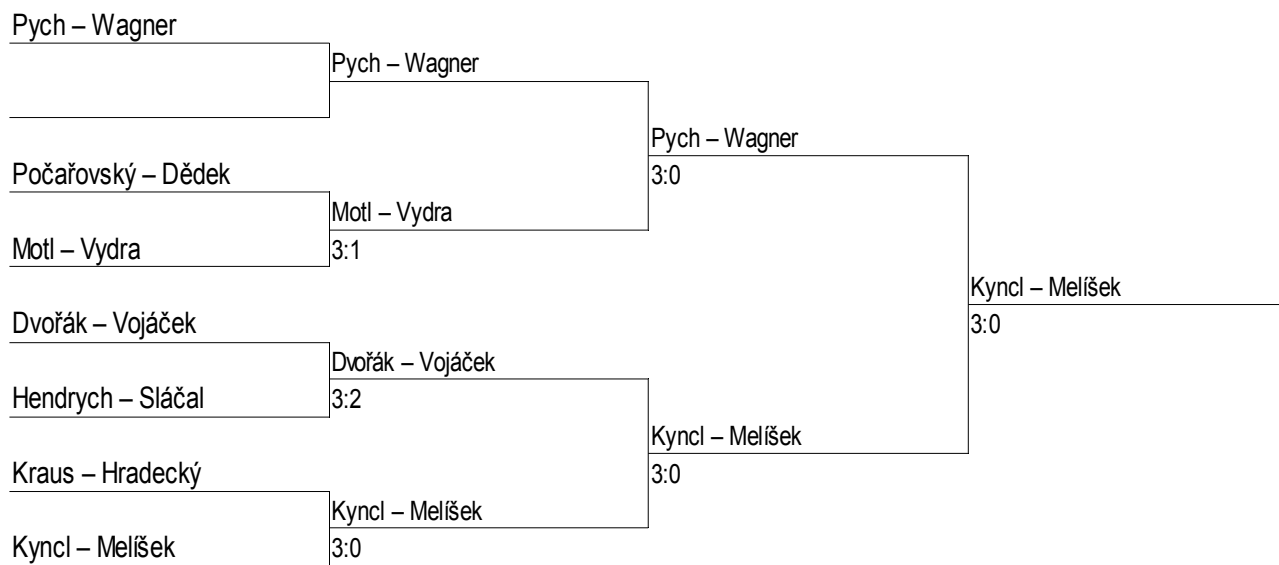 Pych – Wagner
Pych – Wagner
Pych – Wagner
Počařovský – Dědek
3:0
Motl – Vydra
Motl – Vydra
3:1
Kyncl – Melíšek
Dvořák – Vojáček
3:0
Dvořák – Vojáček
Hendrych – Sláčal
3:2
Kyncl – Melíšek
Kraus – Hradecký
3:0
Kyncl – Melíšek
Kyncl – Melíšek
3:0